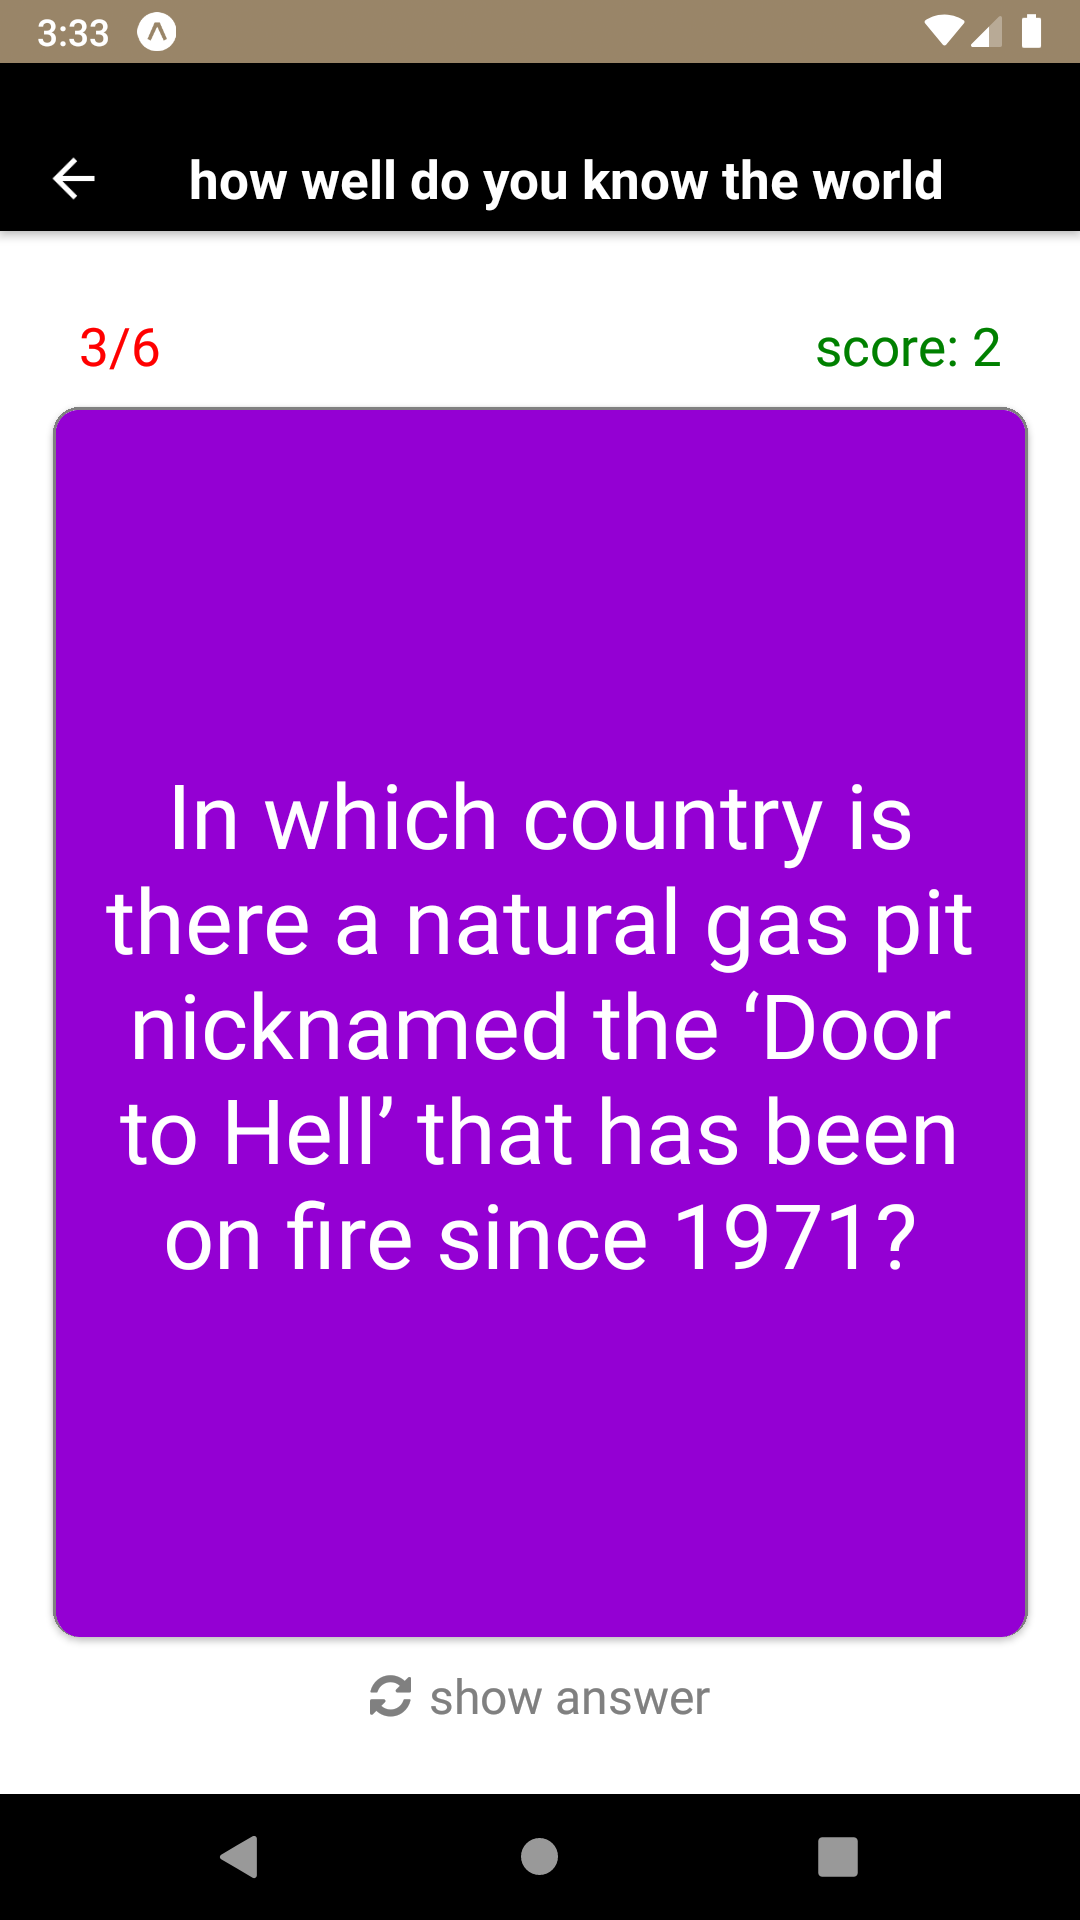 3:33
how well do you know the world
3/6
score: 2
In which country is
there a natural gas pit
nicknamed the ‘Door
to Hell’ that has been
on fire since 1971?
show answer